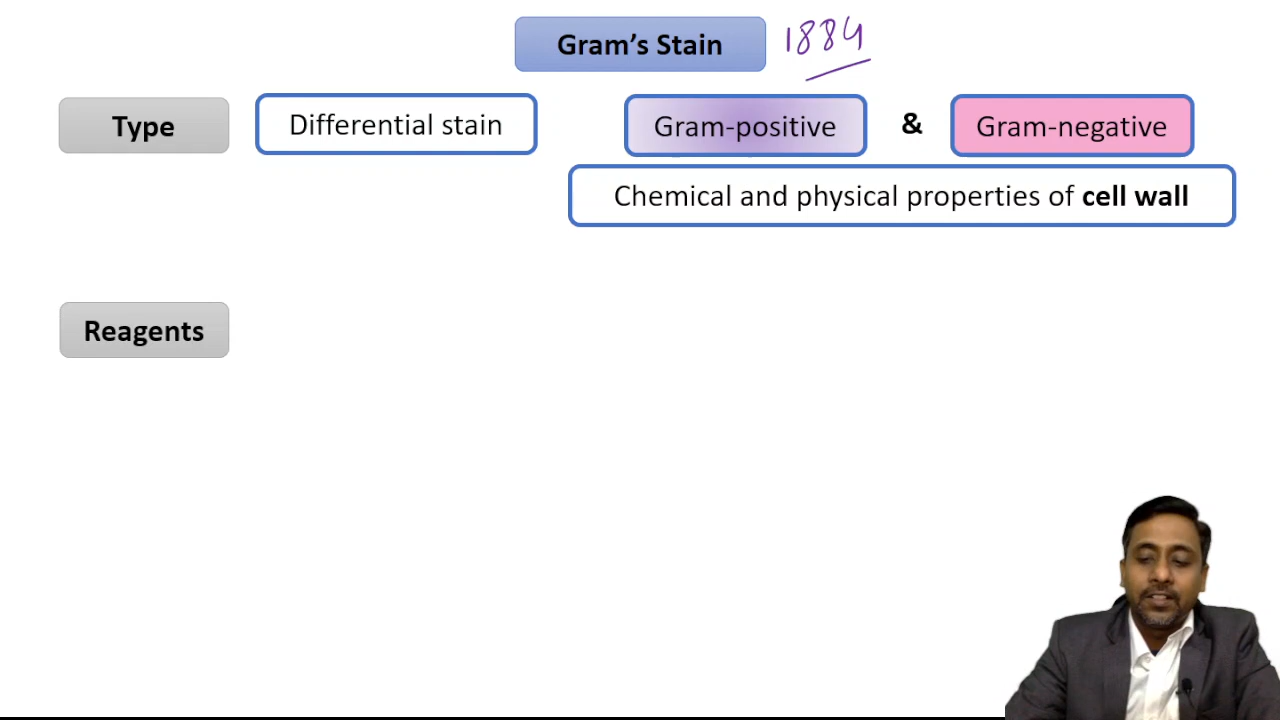 Gram’s Stain 1884
Type Differential stain Gram-positive & Gram-negative
Chemical and physical properties of cell wall
Reagents